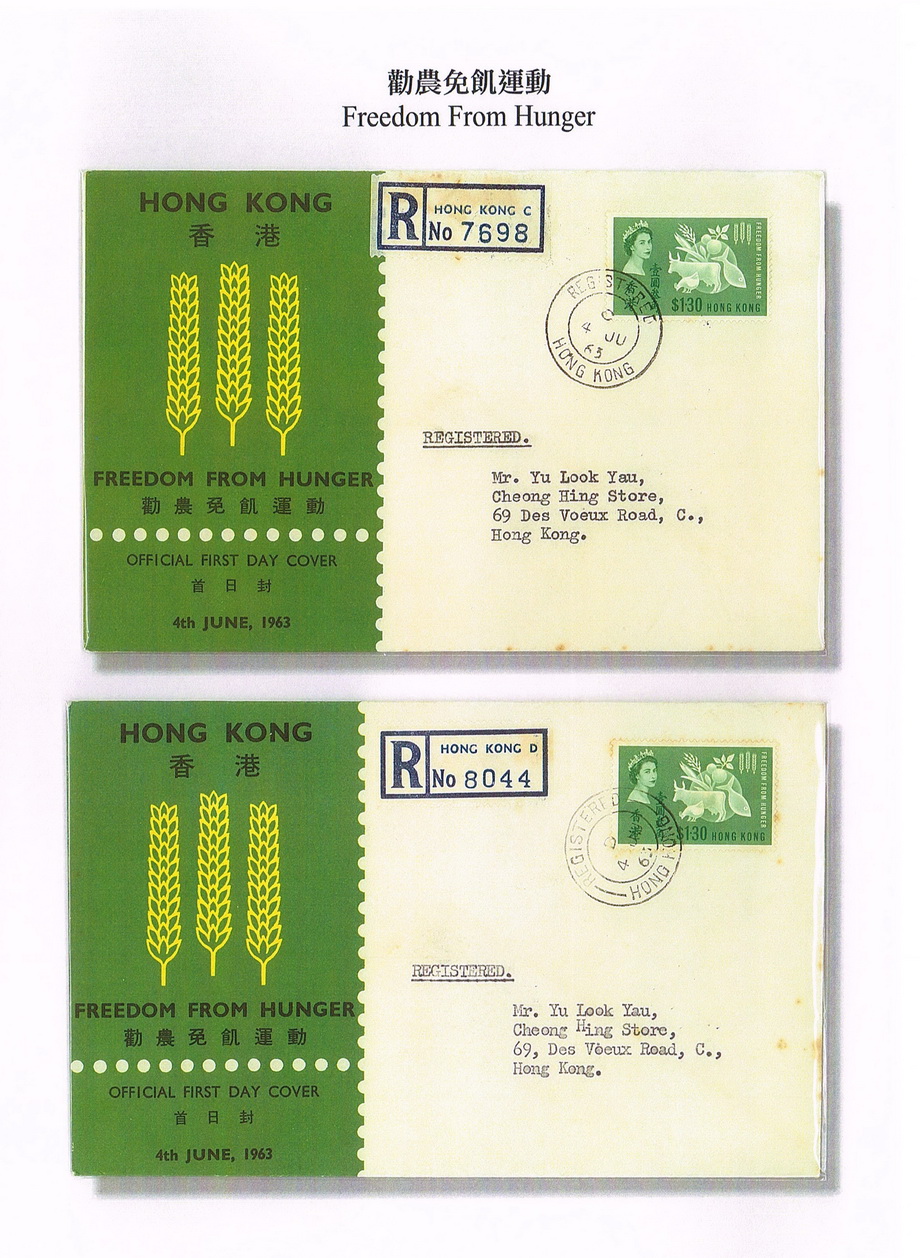 勸農免飢運動
Freedom From Hunger
HONG KONG
香 港
FREEDOM FROM HUNGER
勸農免飢運動
OFFICIAL FIRST DAY COVER
首日封
4th JUNE, 1963
R
HONG KONG C
No 7698
FREEDOM FROM HUNGER
香港
$1·30 HONG KONG
REGISTERED
4 JU
63
HONG KONG
REGISTERED.
Mr. Yu Look Yau,
Cheong Hing Store,
69 Des Voeux Road, C.,
Hong Kong.
HONG KONG
香 港
FREEDOM FROM HUNGER
勸農免飢運動
OFFICIAL FIRST DAY COVER
首日封
4th JUNE, 1963
R
HONG KONG D
No 8044
FREEDOM FROM HUNGER
香港
$1·30 HONG KONG
REGISTERED
4
63
HONG KONG
REGISTERED.
Mr. Yu Look Yau,
Cheong Hing Store,
69, Des Voeux Road, C.,
Hong Kong.